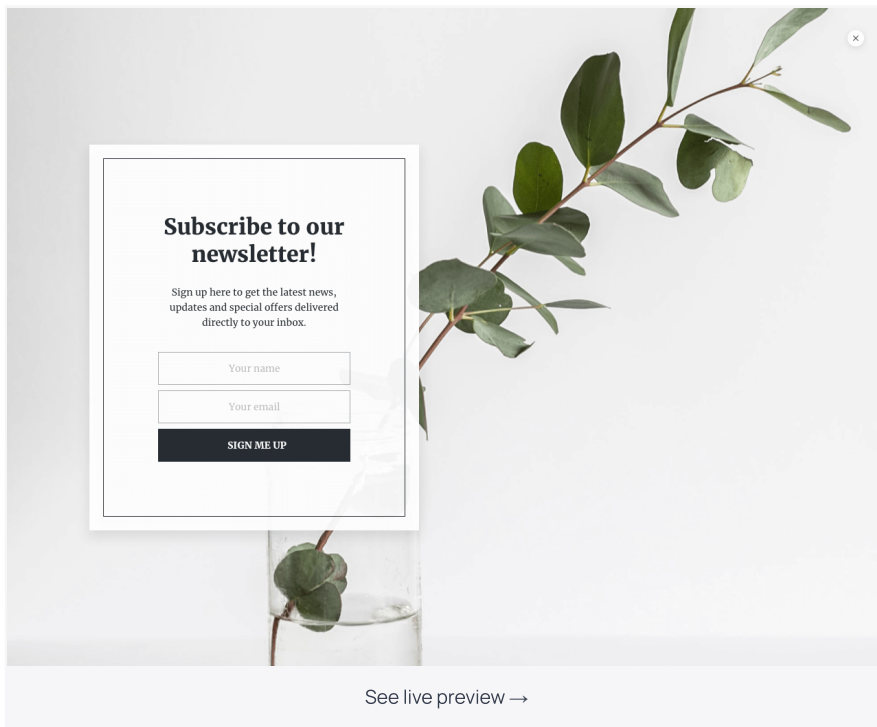 Subscribe to our
newsletter!
Sign up here to get the latest news,
updates and special offers delivered
directly to your inbox.
Your name
Your email
SIGN ME UP
See live preview →